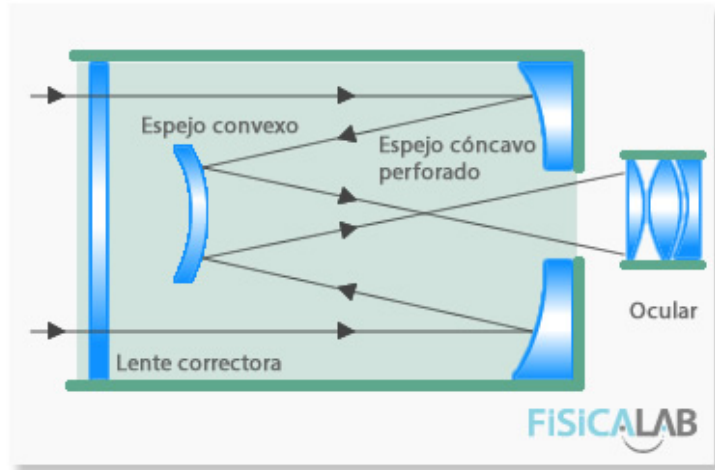 Espejo convexo
Espejo cóncavo
perforado
Ocular
Lente correctora
FiSiCALAB